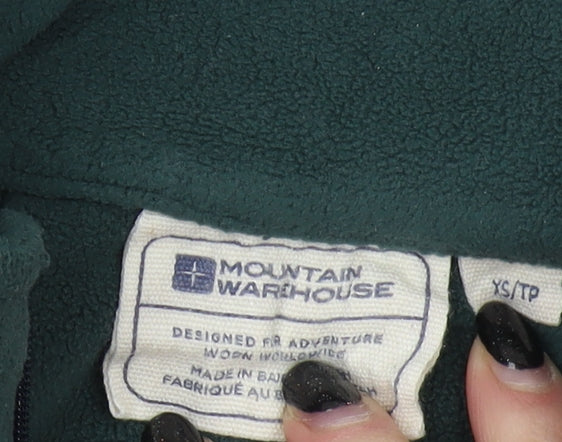 MOUNTAIN
WAREHOUSE
DESIGNED FOR ADVENTURE
WORN WORLDWIDE
MADE IN
FABRIQUÉ AU
XS/TP